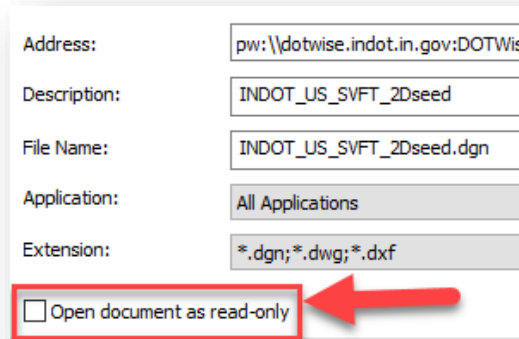 Address: pw:\\dotwise.indot.in.gov:DOTWis
Description: INDOT_US_SVFT_2Dseed
File Name: INDOT_US_SVFT_2Dseed.dgn
Application: All Applications
Extension: *.dgn;*.dwg;*.dxf
Open document as read-only